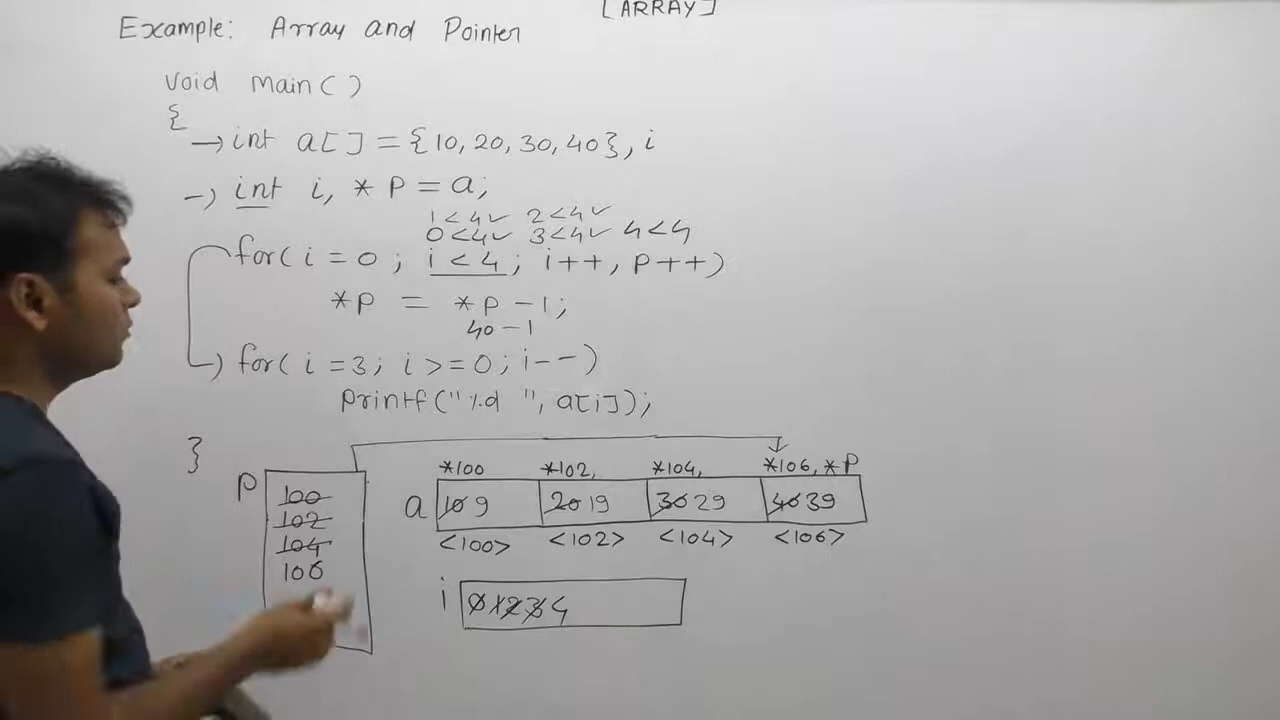 [ARRAY]
Example: Array and Pointer
void main()
{
→ int a[] = {10, 20, 30, 40}, i
→ int i, *P = a;
1<4✓ 2<4✓
0<4✓ 3<4✓ 4<4
for(i = 0 ; i < 4 ; i++, P++)
*P = *P -1;
40 -1
for( i =3; i >=0; i--)
Printf("%d ", a[i]);
}
*100 *102, *104, *106, *P
P 100
a 10 9 20 19 30 29 40 39
102
104
<100> <102> <104> <106>
106
i 0 1 2 3 4